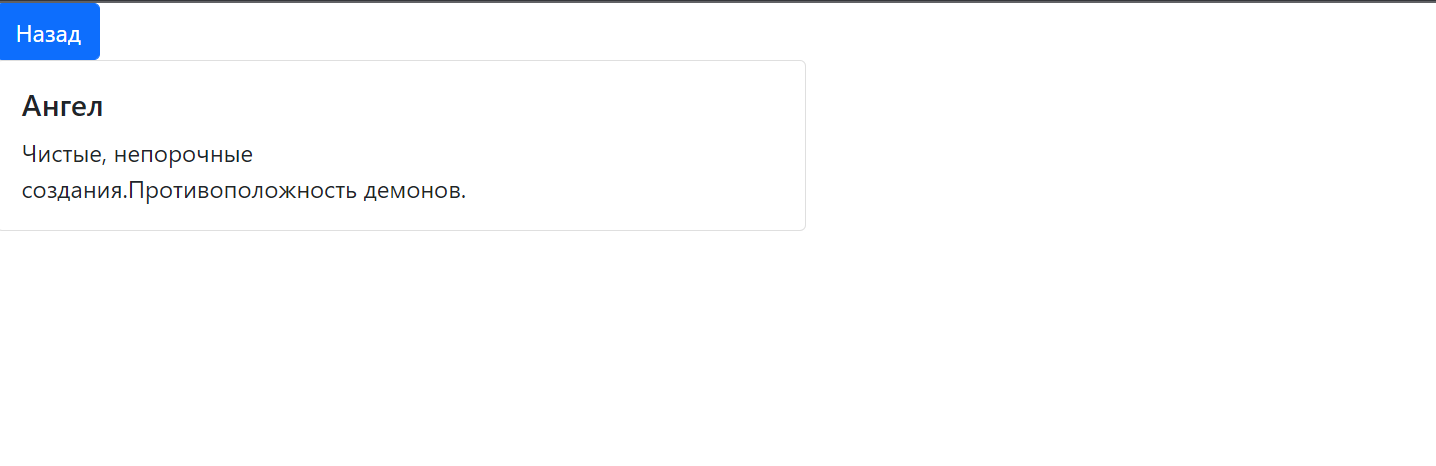 Назад
Ангел
Чистые, непорочные
создания.Противоположность демонов.